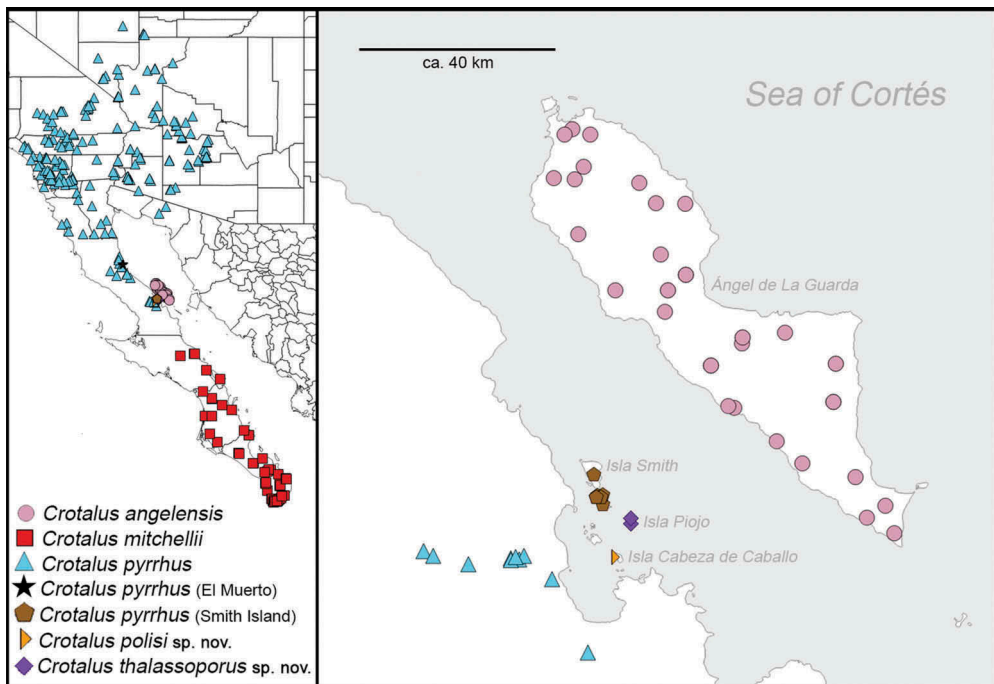 ca. 40 km
Sea of Cortés
Ángel de La Guarda
Isla Smith
Isla Piojo
Isla Cabeza de Caballo
Crotalus angelensis
Crotalus mitchellii
Crotalus pyrrhus
Crotalus pyrrhus (El Muerto)
Crotalus pyrrhus (Smith Island)
Crotalus polisi sp. nov.
Crotalus thalassoporus sp. nov.